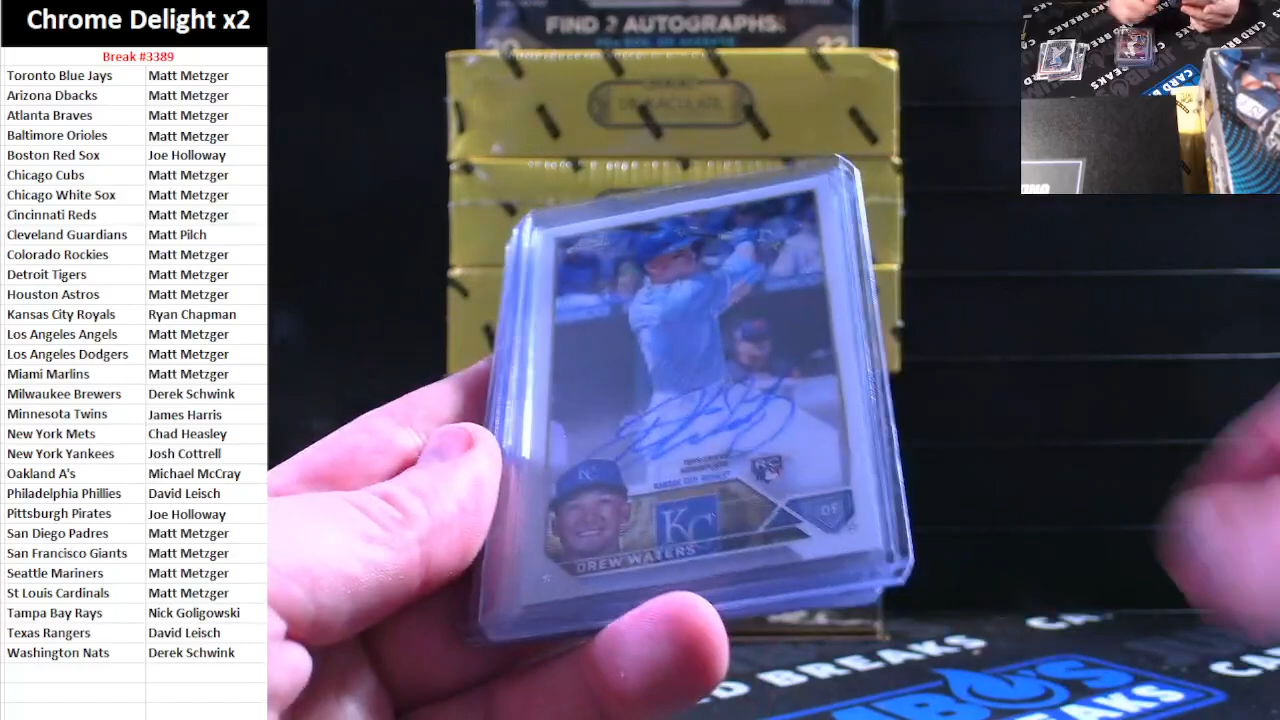 Chrome Delight x2
Break #3389
Toronto Blue Jays Matt Metzger
Arizona Dbacks Matt Metzger
Atlanta Braves Matt Metzger
Baltimore Orioles Matt Metzger
Boston Red Sox Joe Holloway
Chicago Cubs Matt Metzger
Chicago White Sox Matt Metzger
Cincinnati Reds Matt Metzger
Cleveland Guardians Matt Pilch
Colorado Rockies Matt Metzger
Detroit Tigers Matt Metzger
Houston Astros Matt Metzger
Kansas City Royals Ryan Chapman
Los Angeles Angels Matt Metzger
Los Angeles Dodgers Matt Metzger
Miami Marlins Matt Metzger
Milwaukee Brewers Derek Schwink
Minnesota Twins James Harris
New York Mets Chad Heasley
New York Yankees Josh Cottrell
Oakland A's Michael McCray
Philadelphia Phillies David Leisch
Pittsburgh Pirates Joe Holloway
San Diego Padres Matt Metzger
San Francisco Giants Matt Metzger
Seattle Mariners Matt Metzger
St Louis Cardinals Matt Metzger
Tampa Bay Rays Nick Goligowski
Texas Rangers David Leisch
Washington Nats Derek Schwink
FIND 2 AUTOGRAPHS
IMMACULATE
RC
KC
OF
DREW WATERS
D BREAKS
CA
BREAKS
CARD BREAKS